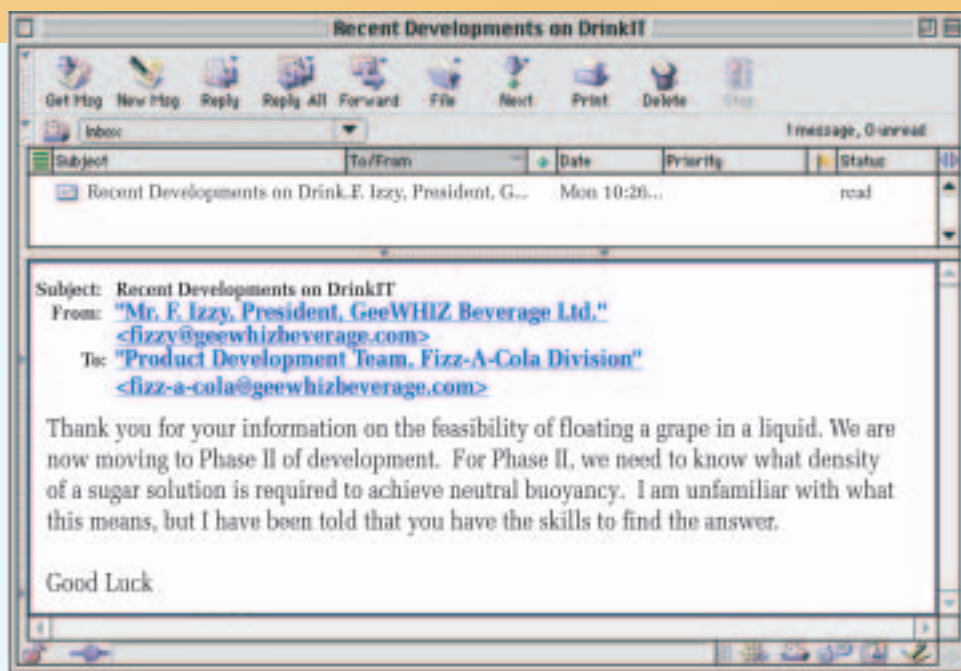 Recent Developments on DrinkIT
Get Msg New Msg Reply Reply All Forward File Next Print Delete Stop
Inbox 1 message, 0 unread
Subject To/From Date Priority Status
Recent Developments on Drink.F. Izzy, President, G... Mon 10:26... read
Subject: Recent Developments on DrinkIT
From: "Mr. F. Izzy, President, GeeWHIZ Beverage Ltd."
<fizzy@geewhizbeverage.com>
To: "Product Development Team, Fizz-A-Cola Division"
<fizz-a-cola@geewhizbeverage.com>
Thank you for your information on the feasibility of floating a grape in a liquid. We are
now moving to Phase II of development. For Phase II, we need to know what density
of a sugar solution is required to achieve neutral buoyancy. I am unfamiliar with what
this means, but I have been told that you have the skills to find the answer.
Good Luck